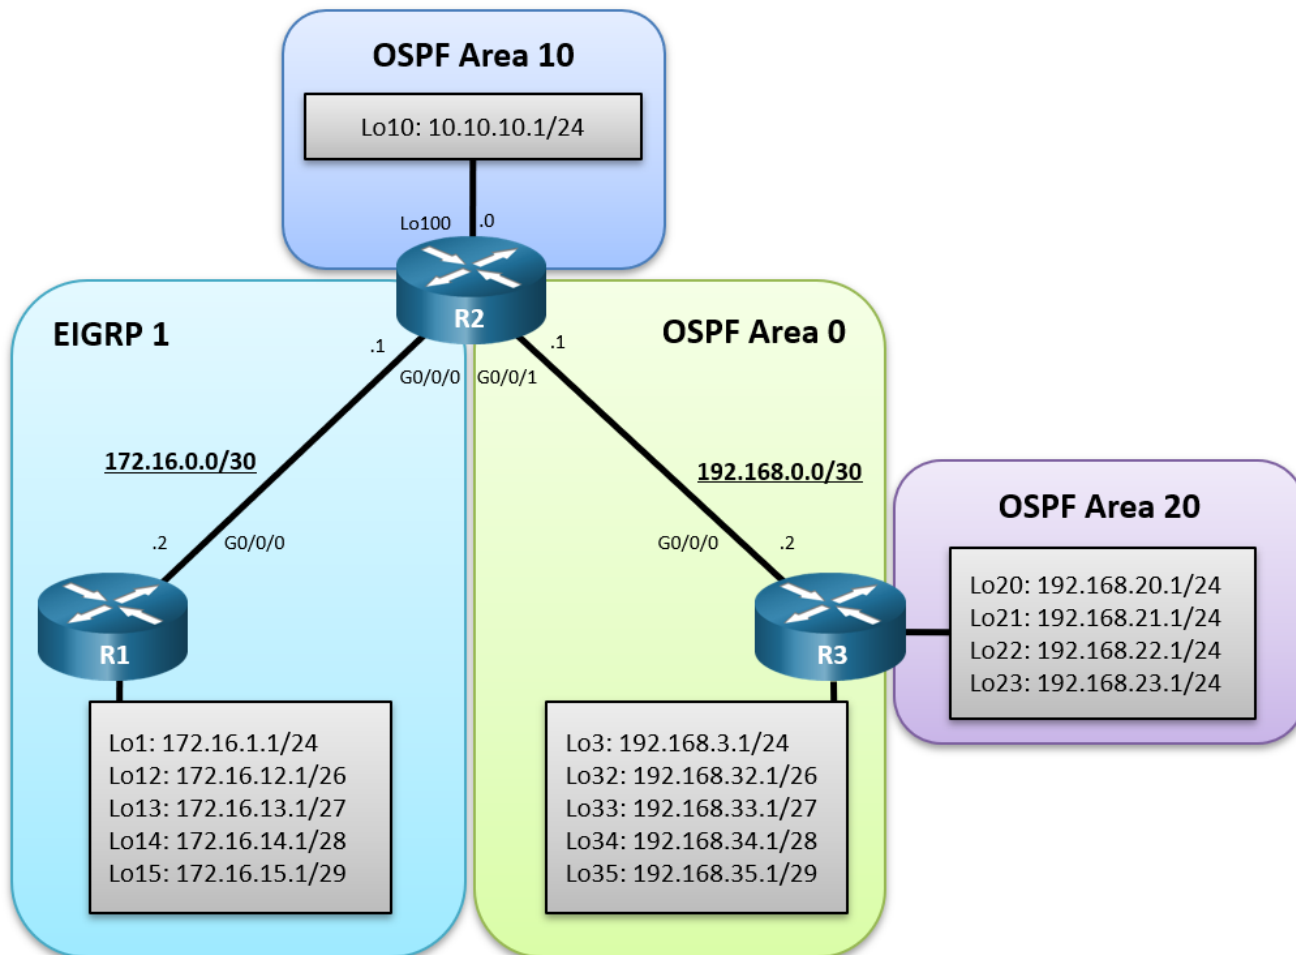 OSPF Area 10
Lo10: 10.10.10.1/24
Lo100
.0
R2
EIGRP 1
OSPF Area 0
.1
.1
G0/0/0
G0/0/1
172.16.0.0/30
192.168.0.0/30
OSPF Area 20
.2
G0/0/0
G0/0/0
.2
Lo20: 192.168.20.1/24
Lo21: 192.168.21.1/24
Lo22: 192.168.22.1/24
Lo23: 192.168.23.1/24
R1
R3
Lo1: 172.16.1.1/24
Lo12: 172.16.12.1/26
Lo13: 172.16.13.1/27
Lo14: 172.16.14.1/28
Lo15: 172.16.15.1/29
Lo3: 192.168.3.1/24
Lo32: 192.168.32.1/26
Lo33: 192.168.33.1/27
Lo34: 192.168.34.1/28
Lo35: 192.168.35.1/29